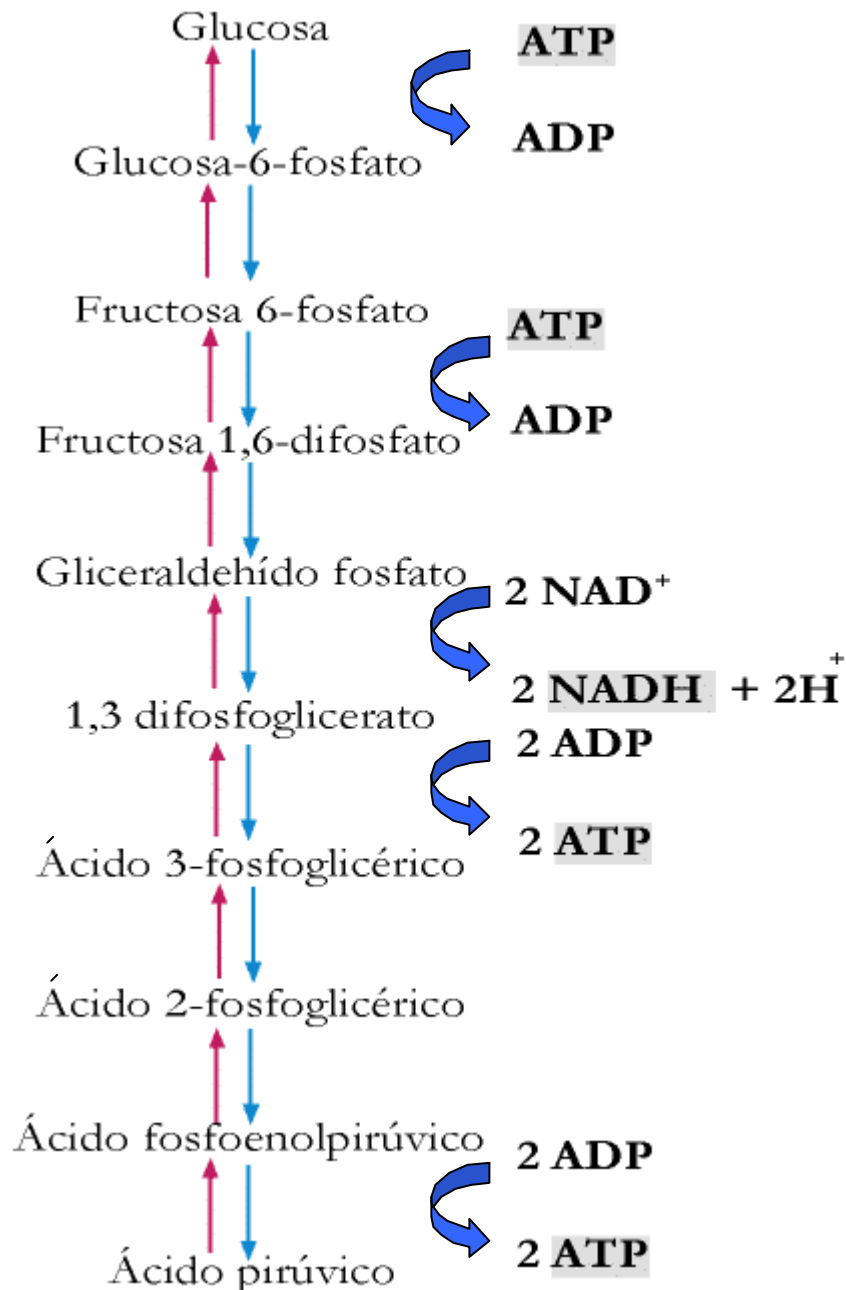 Glucosa
ATP
ADP
Glucosa-6-fosfato
Fructosa 6-fosfato
ATP
ADP
Fructosa 1,6-difosfato
Gliceraldehído fosfato
2 NAD+
2 NADH + 2H+
1,3 difosfoglicerato
2 ADP
2 ATP
Ácido 3-fosfoglicérico
Ácido 2-fosfoglicérico
Ácido fosfoenolpirúvico
2 ADP
2 ATP
Ácido pirúvico